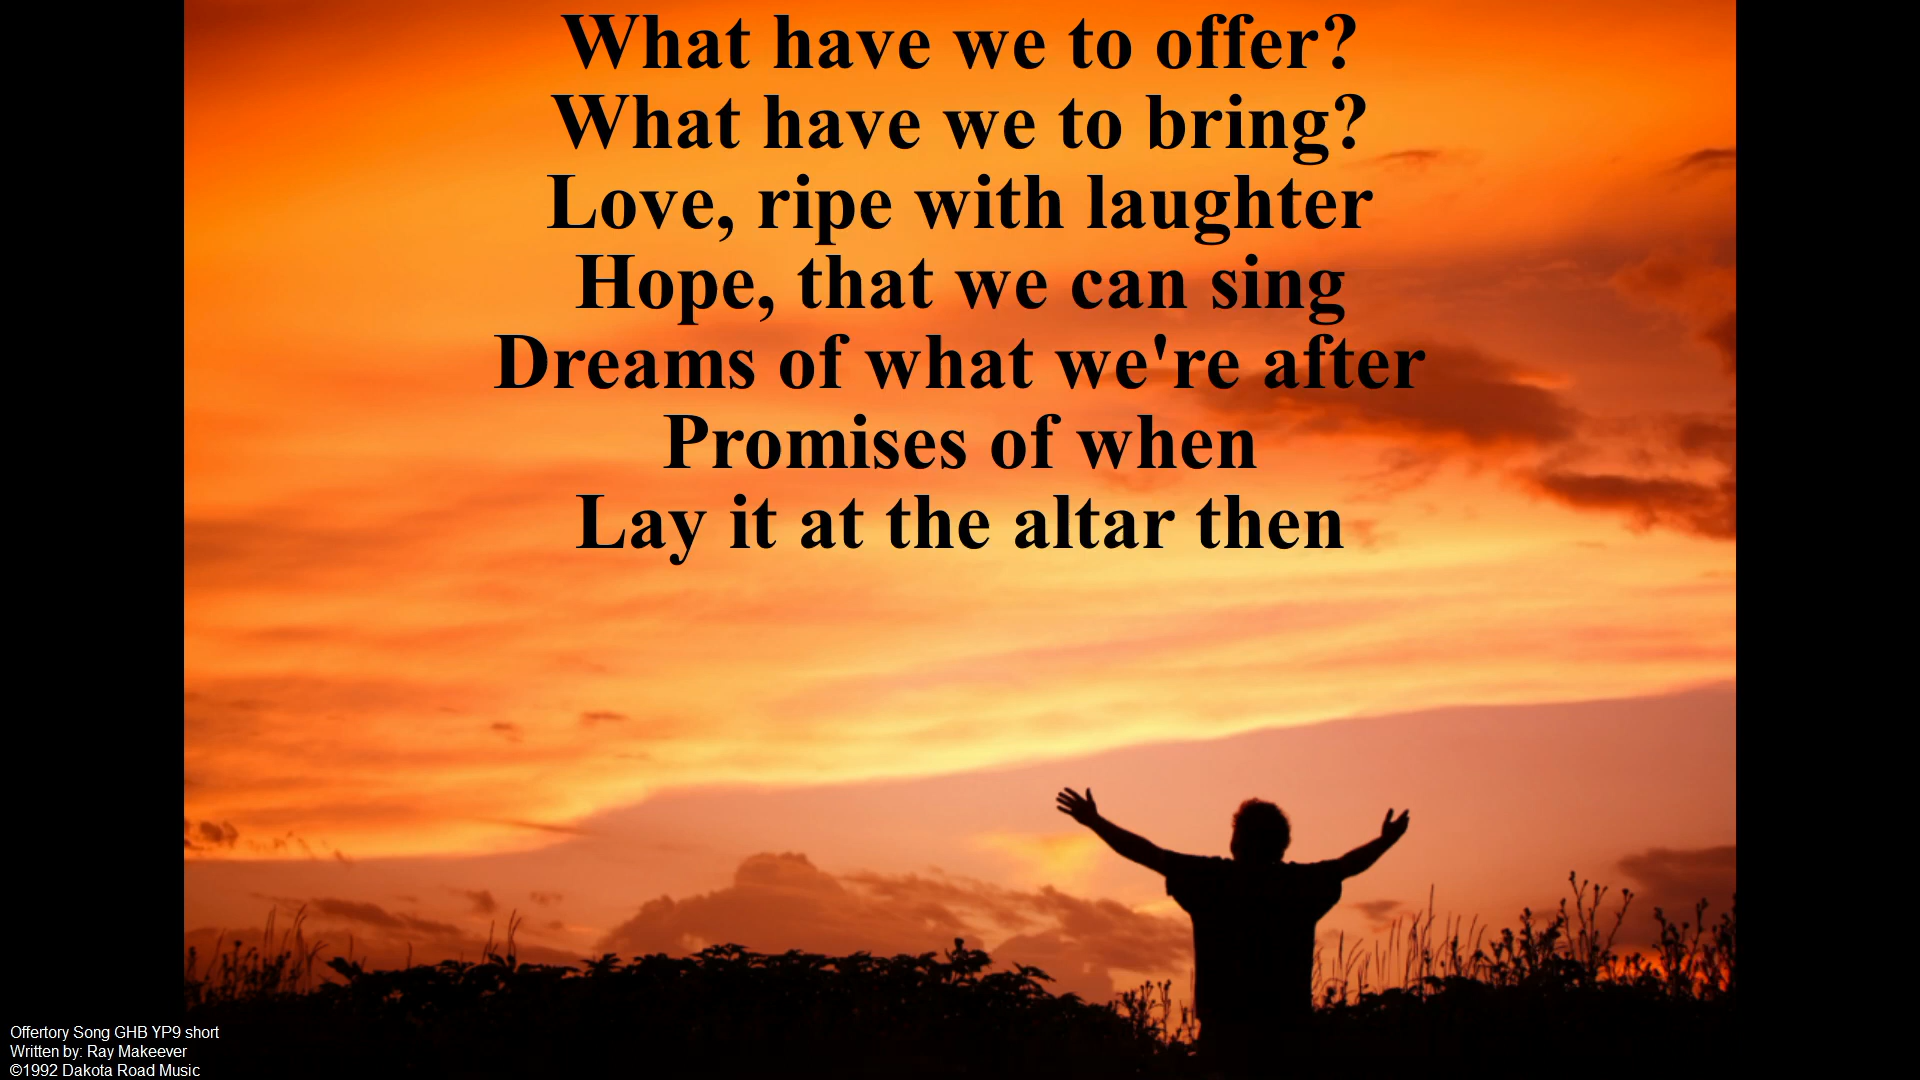 What have we to offer?
What have we to bring?
Love, ripe with laughter
Hope, that we can sing
Dreams of what we're after
Promises of when
Lay it at the altar then
Offertory Song GHB YP9 short
Written by: Ray Makeever
©1992 Dakota Road Music